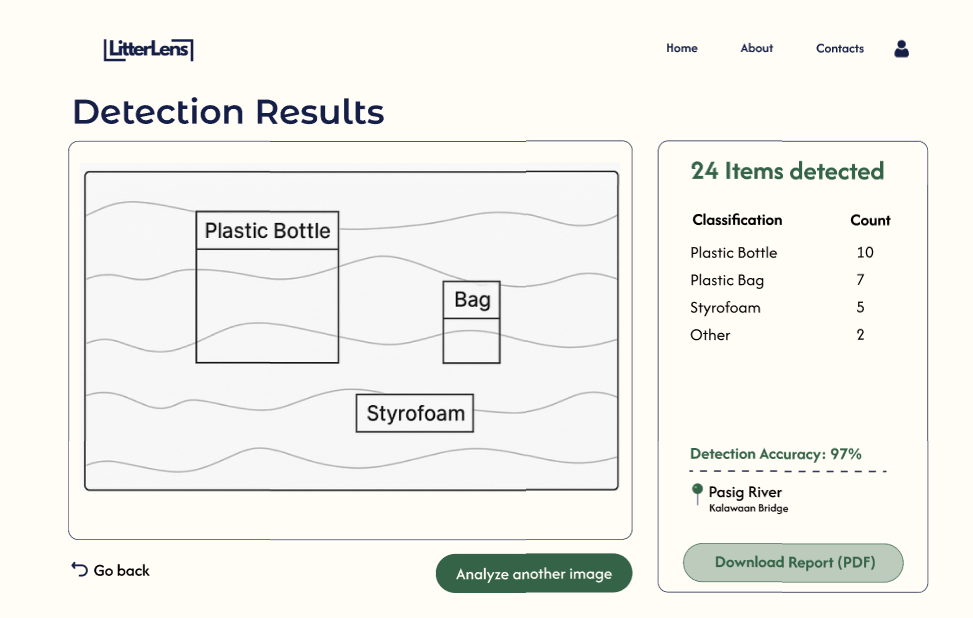 LitterLens
Home About Contacts
Detection Results
Plastic Bottle
Bag
Styrofoam
24 Items detected
Classification Count
Plastic Bottle 10
Plastic Bag 7
Styrofoam 5
Other 2
Detection Accuracy: 97%
Pasig River
Kalawaan Bridge
Go back
Analyze another image
Download Report (PDF)